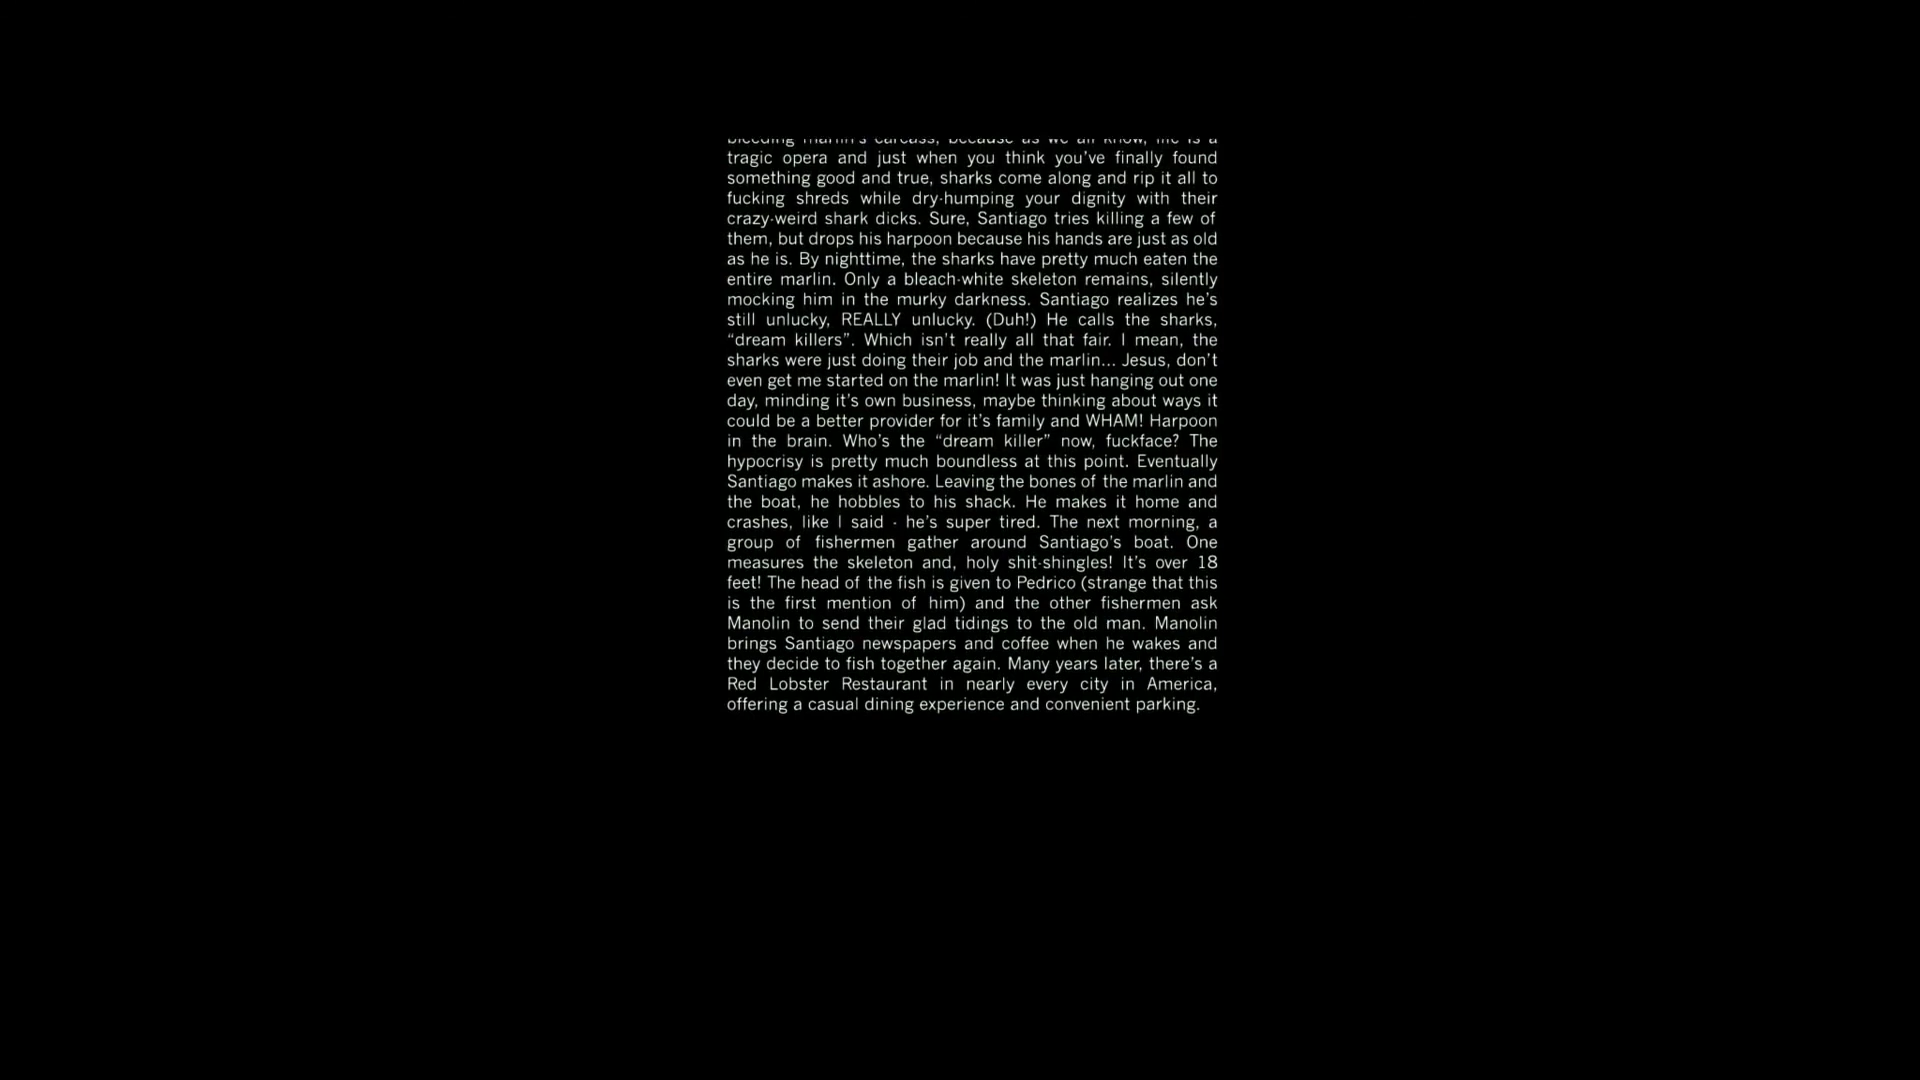 bleeding marlin's carcass, because as we all know, life is a
tragic opera and just when you think you've finally found
something good and true, sharks come along and rip it all to
fucking shreds while dry-humping your dignity with their
crazy-weird shark dicks. Sure, Santiago tries killing a few of
them, but drops his harpoon because his hands are just as old
as he is. By nighttime, the sharks have pretty much eaten the
entire marlin. Only a bleach-white skeleton remains, silently
mocking him in the murky darkness. Santiago realizes he's
still unlucky, REALLY unlucky. (Duh!) He calls the sharks,
“dream killers”. Which isn't really all that fair. I mean, the
sharks were just doing their job and the marlin... Jesus, don't
even get me started on the marlin! It was just hanging out one
day, minding it's own business, maybe thinking about ways it
could be a better provider for it's family and WHAM! Harpoon
in the brain. Who's the “dream killer” now, fuckface? The
hypocrisy is pretty much boundless at this point. Eventually
Santiago makes it ashore. Leaving the bones of the marlin and
the boat, he hobbles to his shack. He makes it home and
crashes, like I said - he's super tired. The next morning, a
group of fishermen gather around Santiago's boat. One
measures the skeleton and, holy shit-shingles! It's over 18
feet! The head of the fish is given to Pedrico (strange that this
is the first mention of him) and the other fishermen ask
Manolin to send their glad tidings to the old man. Manolin
brings Santiago newspapers and coffee when he wakes and
they decide to fish together again. Many years later, there's a
Red Lobster Restaurant in nearly every city in America,
offering a casual dining experience and convenient parking.